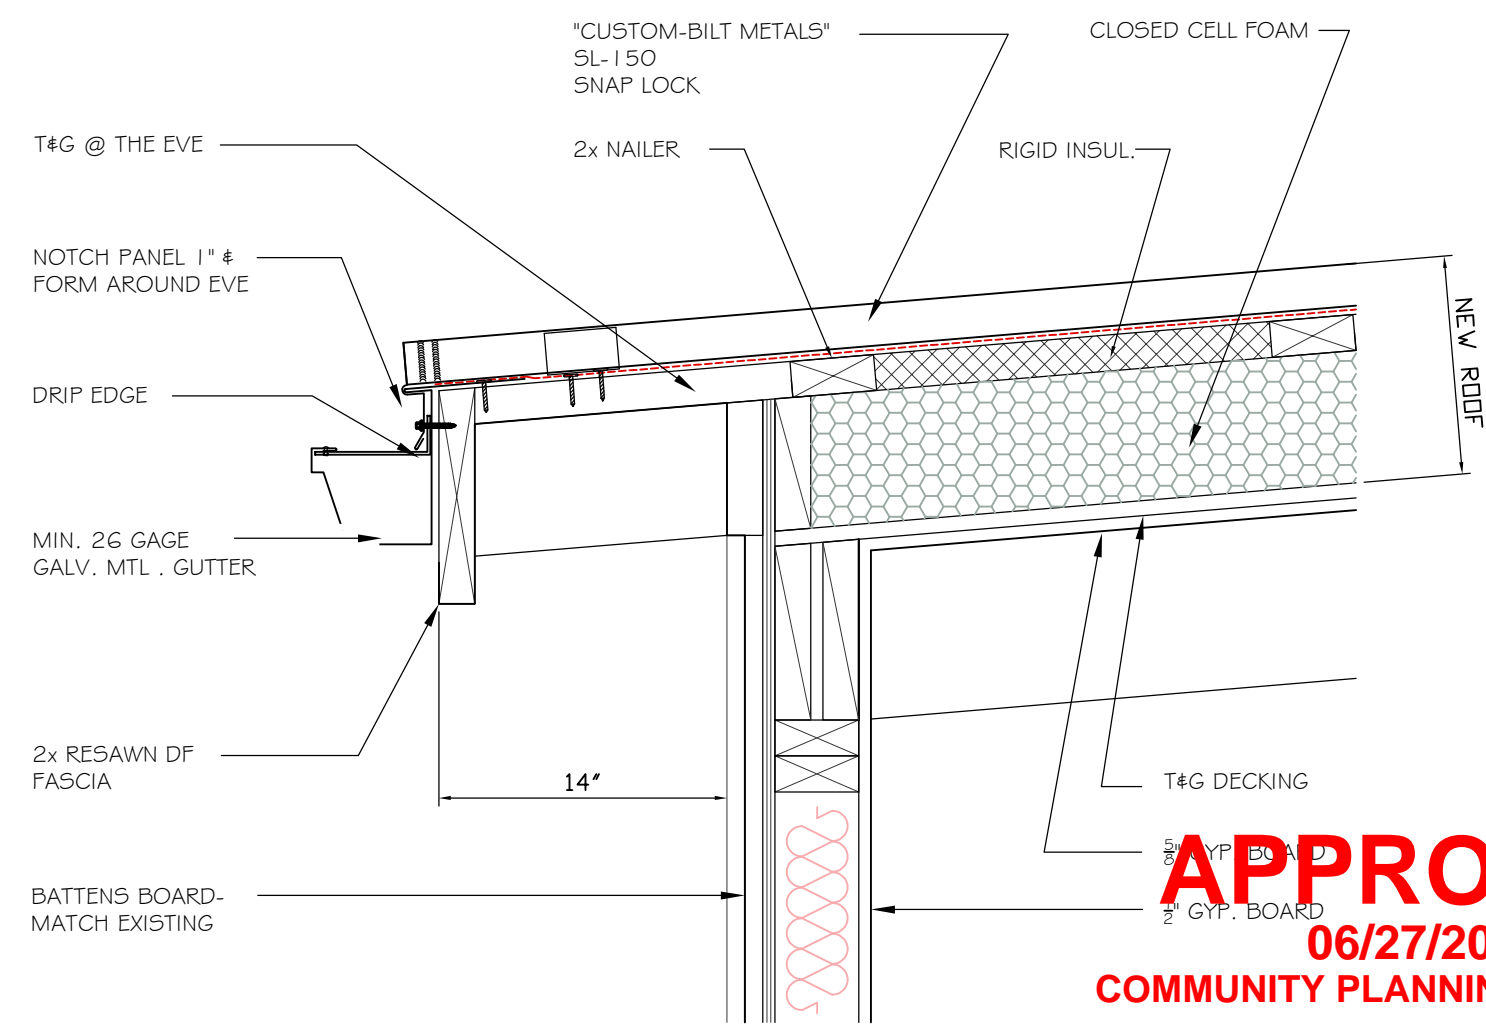 "CUSTOM-BILT METALS"
SL-150
SNAP LOCK
CLOSED CELL FOAM
T&G @ THE EVE
2x NAILER
RIGID INSUL.
NOTCH PANEL 1" &
FORM AROUND EVE
NEW ROOF
DRIP EDGE
MIN. 26 GAGE
GALV. MTL . GUTTER
2x RESAWN DF
FASCIA
14"
T&G DECKING
5/8" GYP. BOARD
1/2" GYP. BOARD
BATTENS BOARD-
MATCH EXISTING
APPRO
06/27/20
COMMUNITY PLANNIN